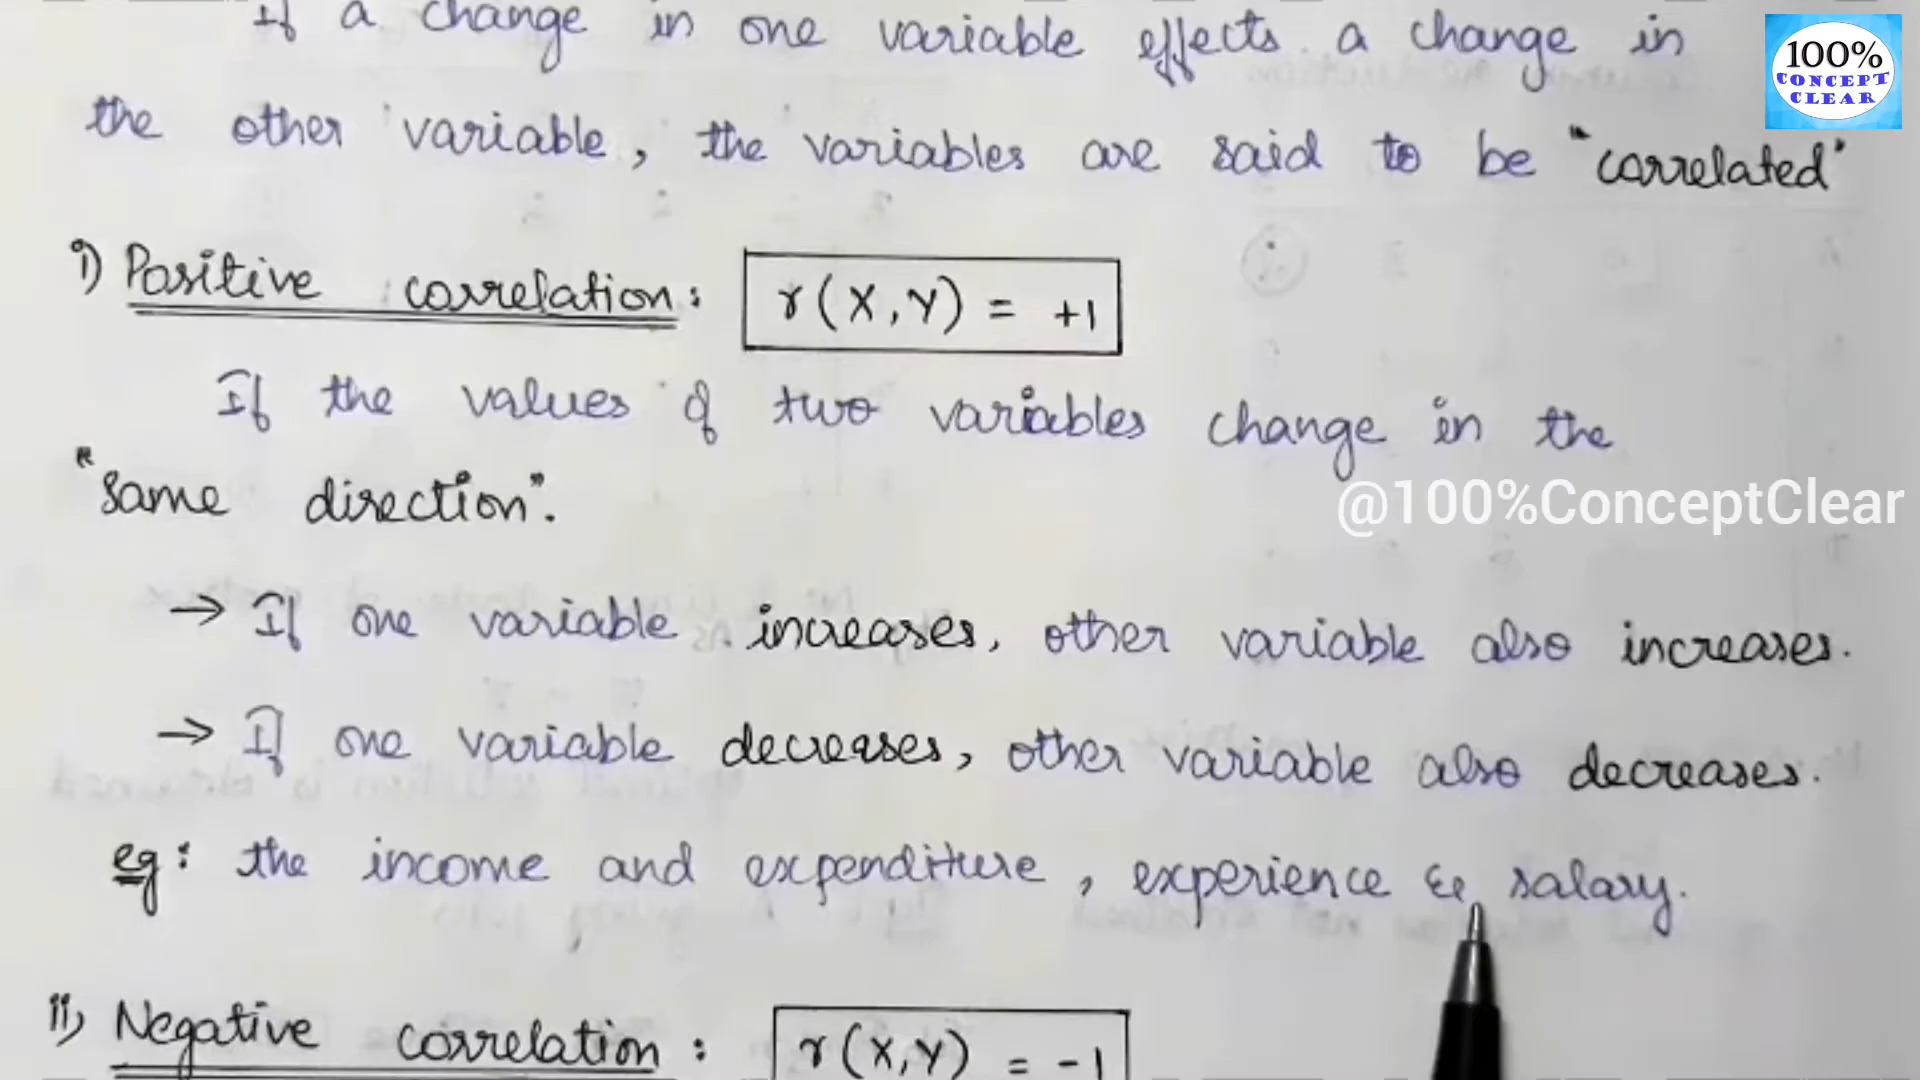 If a change in one variable effects a change in
the other variable, the variables are said to be "correlated"
i) Positive correlation: r(X,Y) = +1
If the values of two variables change in the
"same direction".
→ If one variable increases, other variable also increases.
→ If one variable decreases, other variable also decreases.
eg: the income and expenditure, experience & salary.
ii) Negative correlation: r(X,Y) = -1
100%
CONCEPT
CLEAR
@100%ConceptClear